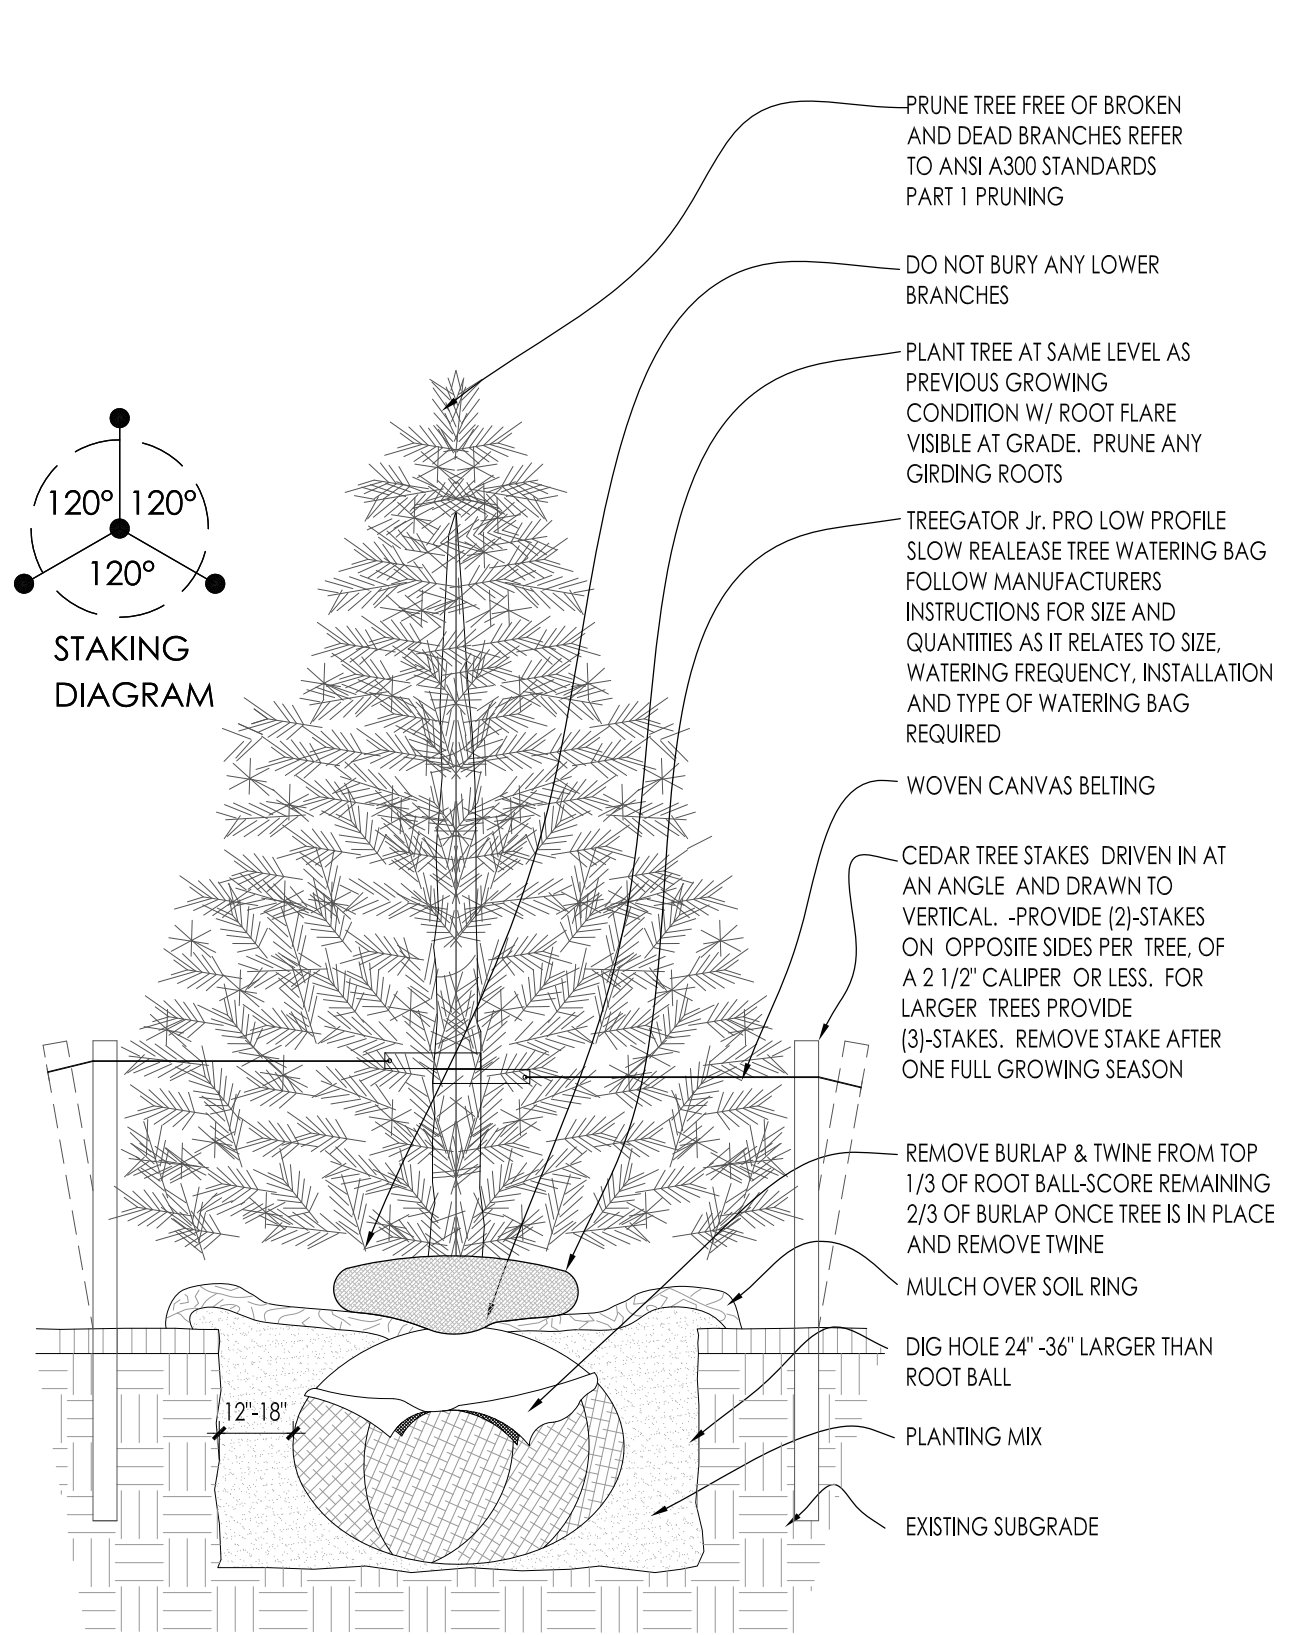 PRUNE TREE FREE OF BROKEN
AND DEAD BRANCHES REFER
TO ANSI A300 STANDARDS
PART 1 PRUNING
DO NOT BURY ANY LOWER
BRANCHES
PLANT TREE AT SAME LEVEL AS
PREVIOUS GROWING
CONDITION W/ ROOT FLARE
VISIBLE AT GRADE. PRUNE ANY
GIRDING ROOTS
120° 120°
120°
STAKING
DIAGRAM
TREEGATOR Jr. PRO LOW PROFILE
SLOW REALEASE TREE WATERING BAG
FOLLOW MANUFACTURERS
INSTRUCTIONS FOR SIZE AND
QUANTITIES AS IT RELATES TO SIZE,
WATERING FREQUENCY, INSTALLATION
AND TYPE OF WATERING BAG
REQUIRED
WOVEN CANVAS BELTING
CEDAR TREE STAKES DRIVEN IN AT
AN ANGLE AND DRAWN TO
VERTICAL. -PROVIDE (2)-STAKES
ON OPPOSITE SIDES PER TREE, OF
A 2 1/2" CALIPER OR LESS. FOR
LARGER TREES PROVIDE
(3)-STAKES. REMOVE STAKE AFTER
ONE FULL GROWING SEASON
REMOVE BURLAP & TWINE FROM TOP
1/3 OF ROOT BALL-SCORE REMAINING
2/3 OF BURLAP ONCE TREE IS IN PLACE
AND REMOVE TWINE
MULCH OVER SOIL RING
DIG HOLE 24" -36" LARGER THAN
ROOT BALL
12"-18"
PLANTING MIX
EXISTING SUBGRADE